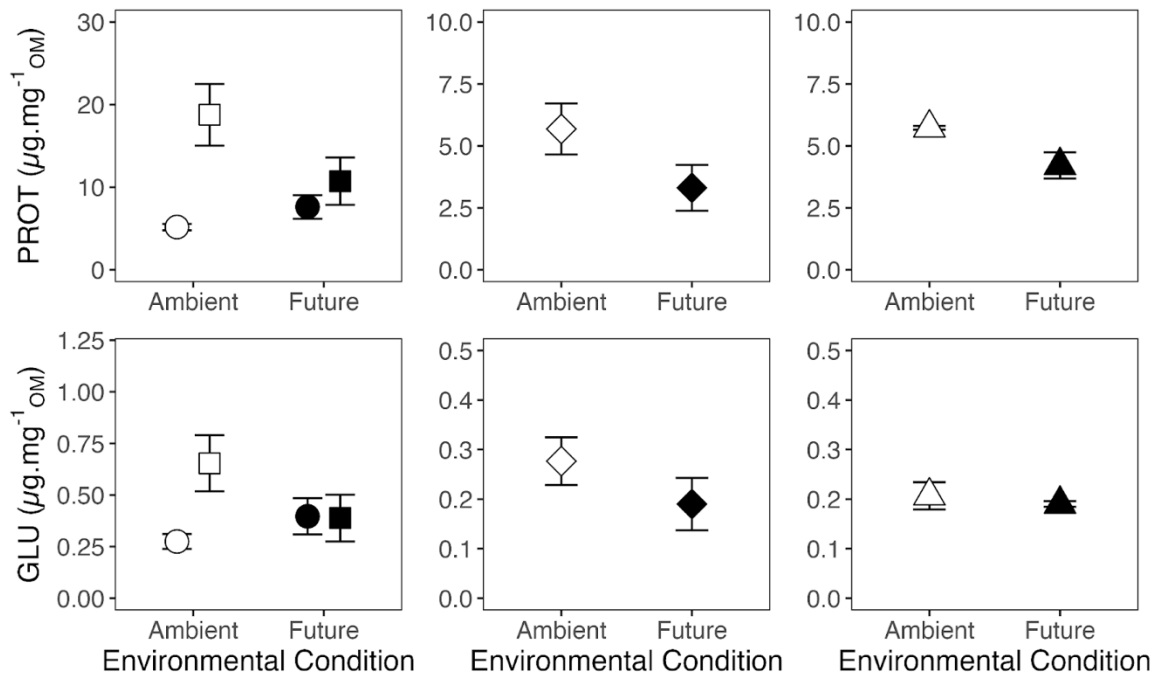 PROT (µg.mg⁻¹ OM)
30
20
10
0
Ambient Future
10.0
7.5
5.0
2.5
0.0
Ambient Future
10.0
7.5
5.0
2.5
0.0
Ambient Future
GLU (µg.mg⁻¹ OM)
1.25
1.00
0.75
0.50
0.25
0.00
Ambient Future
Environmental Condition
0.5
0.4
0.3
0.2
0.1
0.0
Ambient Future
Environmental Condition
0.5
0.4
0.3
0.2
0.1
0.0
Ambient Future
Environmental Condition